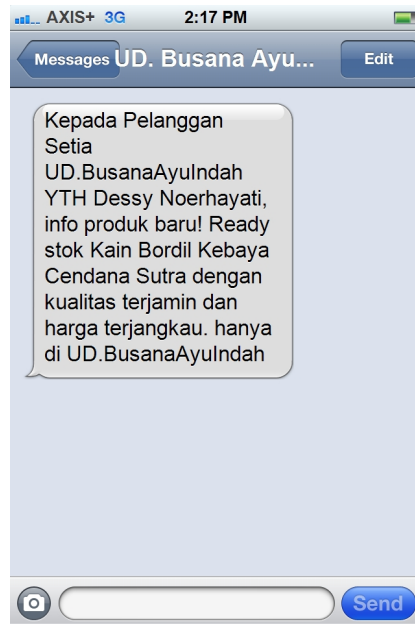 AXIS+ 3G 2:17 PM
Messages UD. Busana Ayu... Edit
Kepada Pelanggan
Setia
UD.BusanaAyuIndah
YTH Dessy Noerhayati,
info produk baru! Ready
stok Kain Bordil Kebaya
Cendana Sutra dengan
kualitas terjamin dan
harga terjangkau. hanya
di UD.BusanaAyuIndah
Send